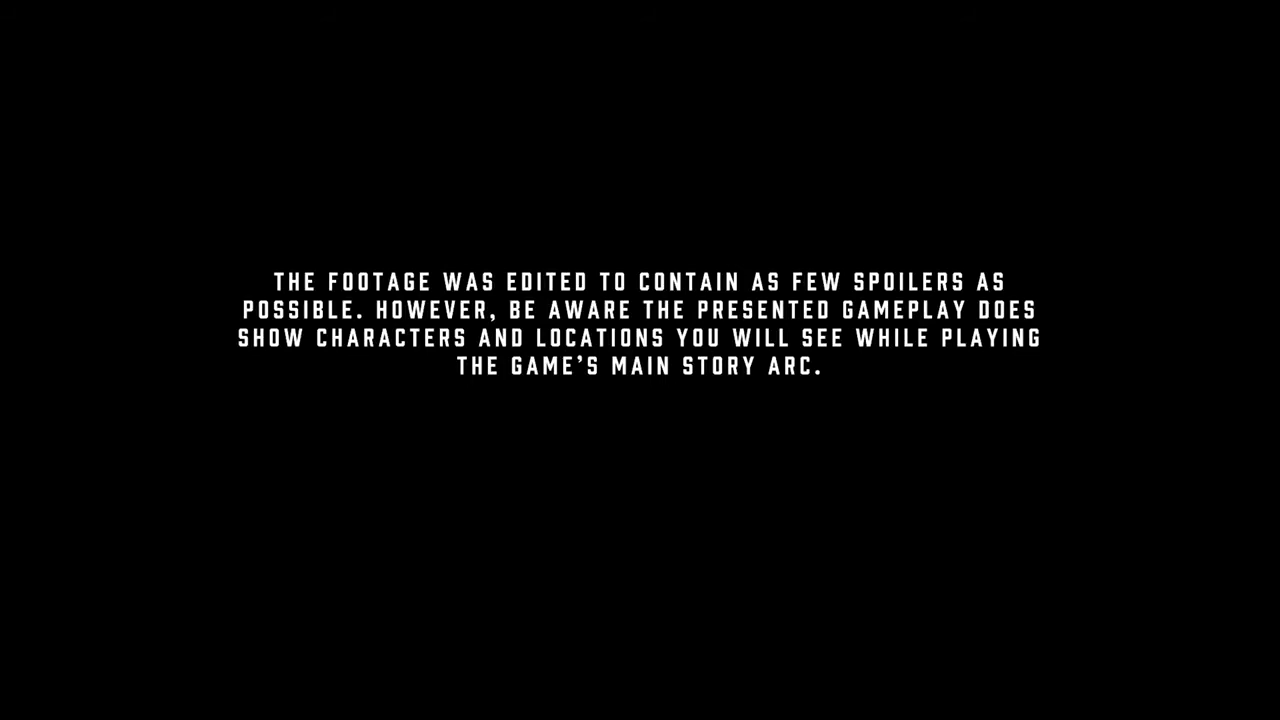 THE FOOTAGE WAS EDITED TO CONTAIN AS FEW SPOILERS AS
POSSIBLE. HOWEVER, BE AWARE THE PRESENTED GAMEPLAY DOES
SHOW CHARACTERS AND LOCATIONS YOU WILL SEE WHILE PLAYING
THE GAME’S MAIN STORY ARC.